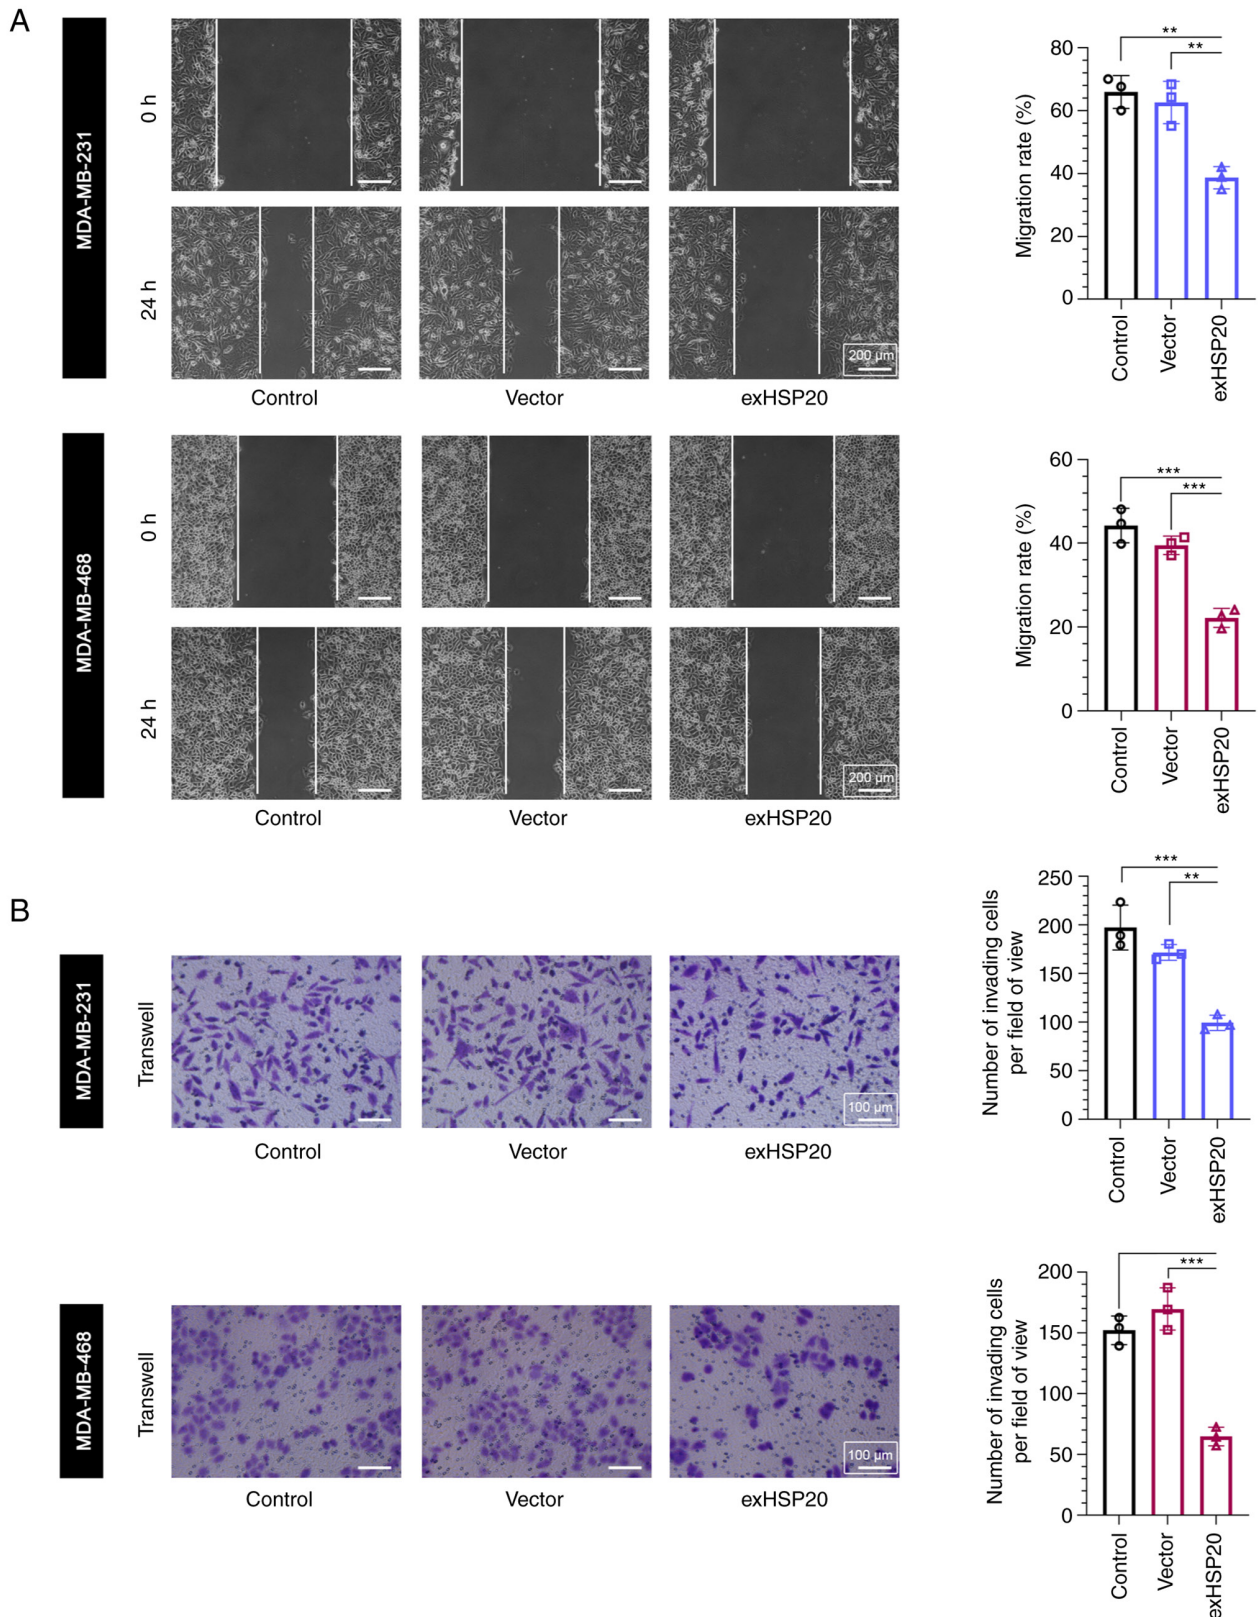 A
MDA-MB-231
0 h
24 h
200 µm
Control
Vector
exHSP20
Migration rate (%)
80
60
40
20
0
**
**
Control
Vector
exHSP20
MDA-MB-468
0 h
24 h
200 µm
Control
Vector
exHSP20
Migration rate (%)
60
40
20
0
***
***
Control
Vector
exHSP20
B
MDA-MB-231
Transwell
100 µm
Control
Vector
exHSP20
Number of invading cells
per field of view
250
200
150
100
50
0
***
**
Control
Vector
exHSP20
MDA-MB-468
Transwell
100 µm
Control
Vector
exHSP20
Number of invading cells
per field of view
200
150
100
50
0
***
Control
Vector
exHSP20